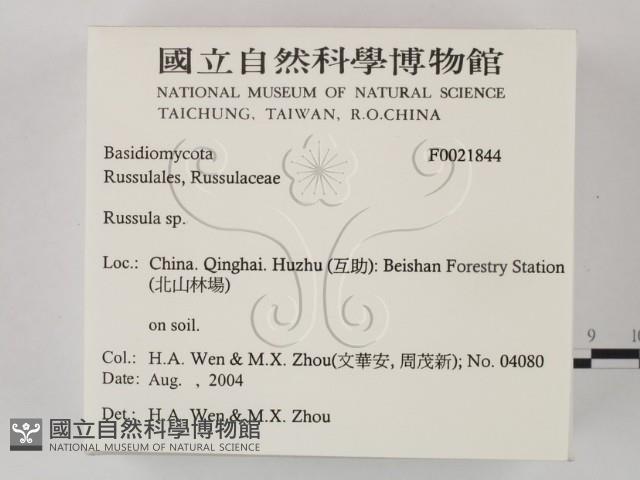 國立自然科學博物館
NATIONAL MUSEUM OF NATURAL SCIENCE
TAICHUNG, TAIWAN, R.O.CHINA
Basidiomycota F0021844
Russulales, Russulaceae
Russula sp.
Loc.: China. Qinghai. Huzhu (互助): Beishan Forestry Station
(北山林場)
on soil.
Col.: H.A. Wen & M.X. Zhou(文華安, 周茂新); No. 04080
Date: Aug. , 2004
Det.: H.A. Wen & M.X. Zhou
國立自然科學博物館
NATIONAL MUSEUM OF NATURAL SCIENCE
9 10